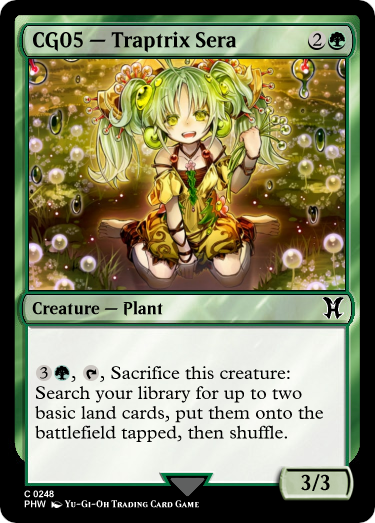 CG05 — Traptrix Sera 2
Creature — Plant
3, , Sacrifice this creature:
Search your library for up to two
basic land cards, put them onto the
battlefield tapped, then shuffle.
3/3
C 0248
PHW Yu-Gi-Oh Trading Card Game